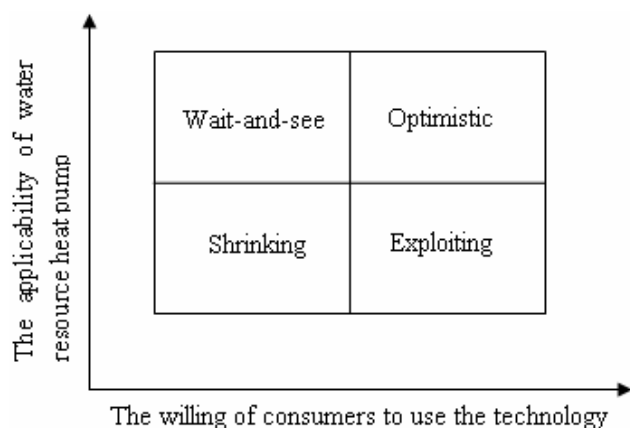 The applicability of water
resource heat pump
Wait-and-see
Optimistic
Shrinking
Exploiting
The willing of consumers to use the technology